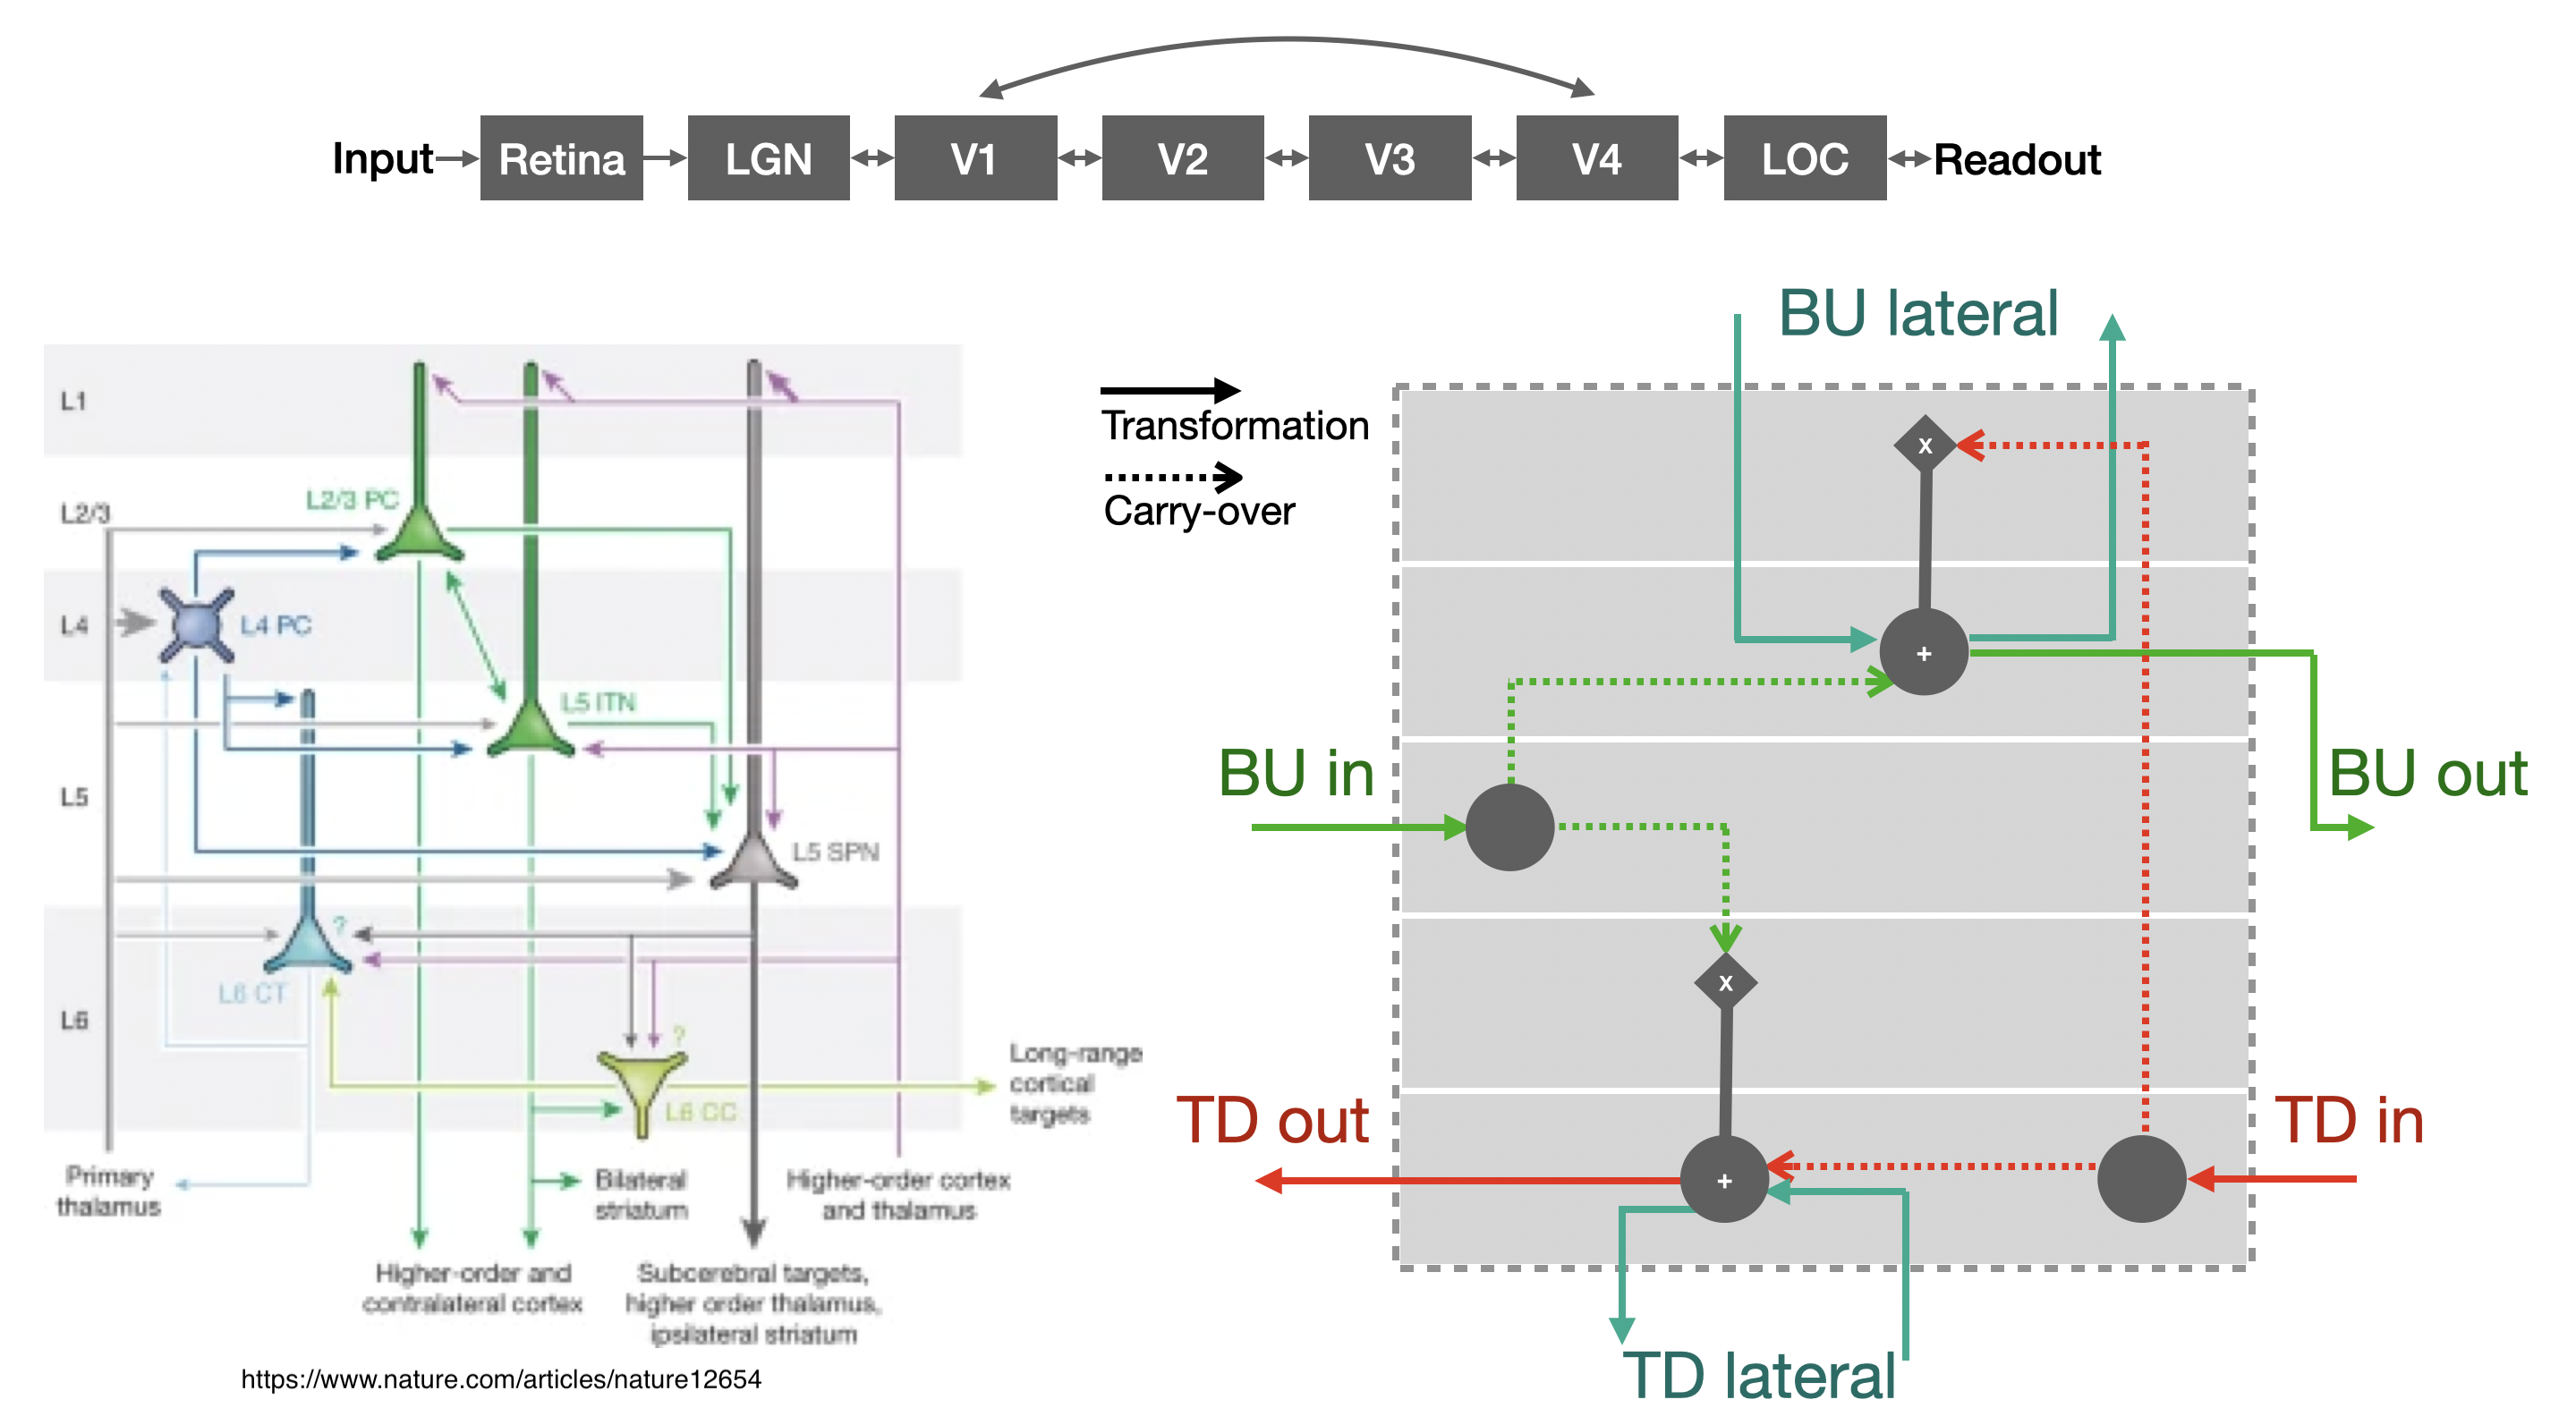 Input
Retina
LGN
V1
V2
V3
V4
LOC
Readout
L1
L2/3
L4
L5
L6
L2/3 PC
L4 PC
L5 ITN
L5 SPN
?
L6 CT
?
L6 CC
Long-range
cortical
targets
Primary
thalamus
Bilateral
striatum
Higher-order cortex
and thalamus
Higher-order and
contralateral cortex
Subcerebral targets,
higher order thalamus,
ipsilateral striatum
https://www.nature.com/articles/nature12654
Transformation
Carry-over
BU lateral
x
+
BU in
BU out
x
TD out
TD in
+
TD lateral